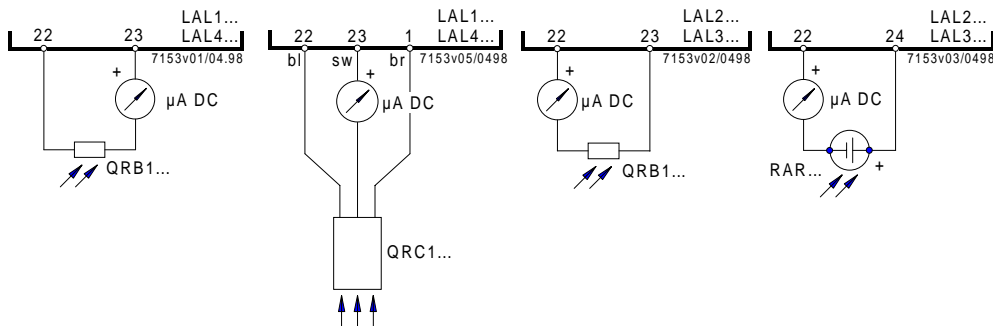 LAL1...
22 23 LAL4...
7153v01/04.98
+
µA DC
QRB1...
LAL1...
22 23 1 LAL4...
bl sw br 7153v05/0498
+
µA DC
QRC1...
LAL2...
22 23 LAL3...
7153v02/0498
+
µA DC
QRB1...
LAL2...
22 24 LAL3...
7153v03/0498
+
µA DC
RAR...
+